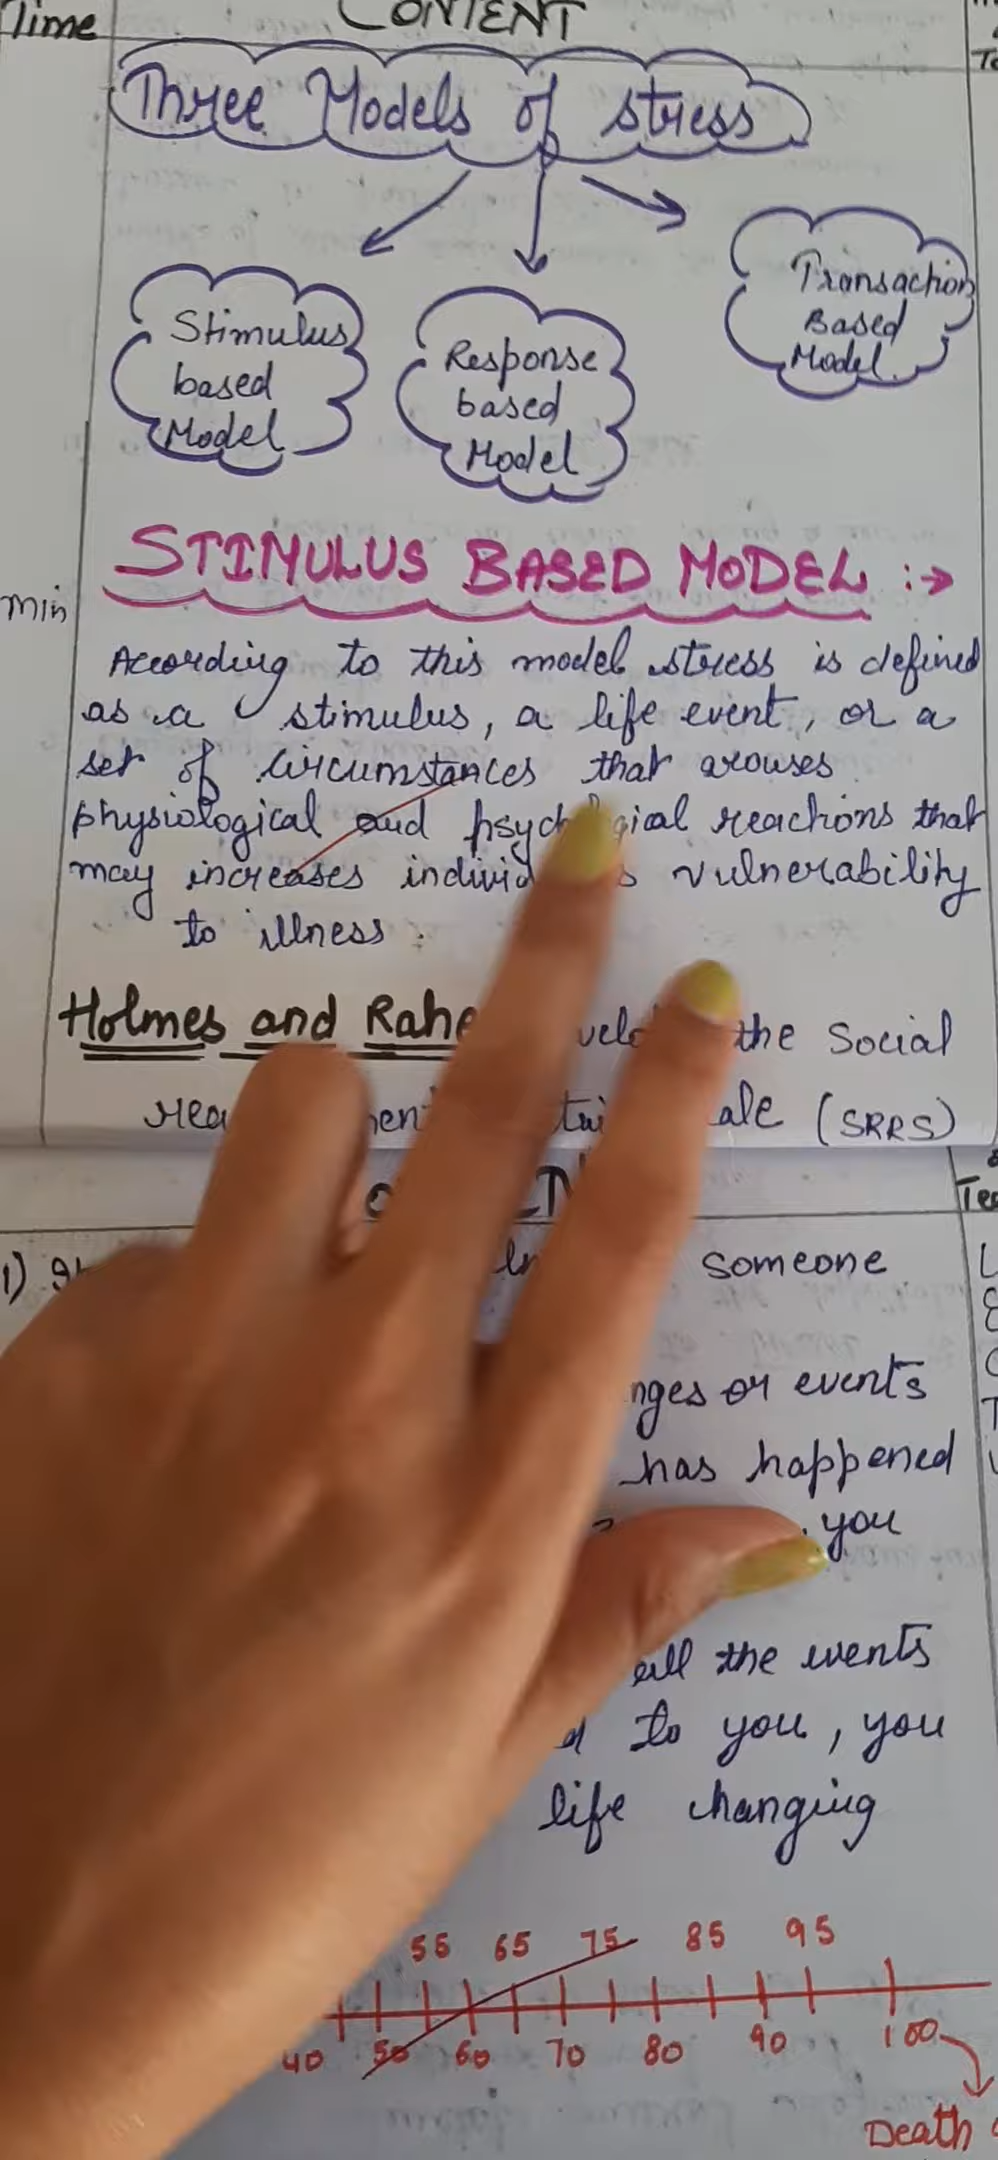 Time
CONTENT
Three Models of stress
Stimulus
based
Model
Response
based
Model
Transaction
Based
Model.
STIMULUS BASED MODEL :→
min
According to this model stress is defined
as a stimulus, a life event, or a
set of circumstances that arouses
physiological and reactions that
may increases vulnerability
to illness.
Holmes and Rahe the Social
(SRRS)
1) someone
or events
has happened
you
all the events
to you, you
life changing
55 65 75 85 95
40 50 60 70 80 90 100
Death